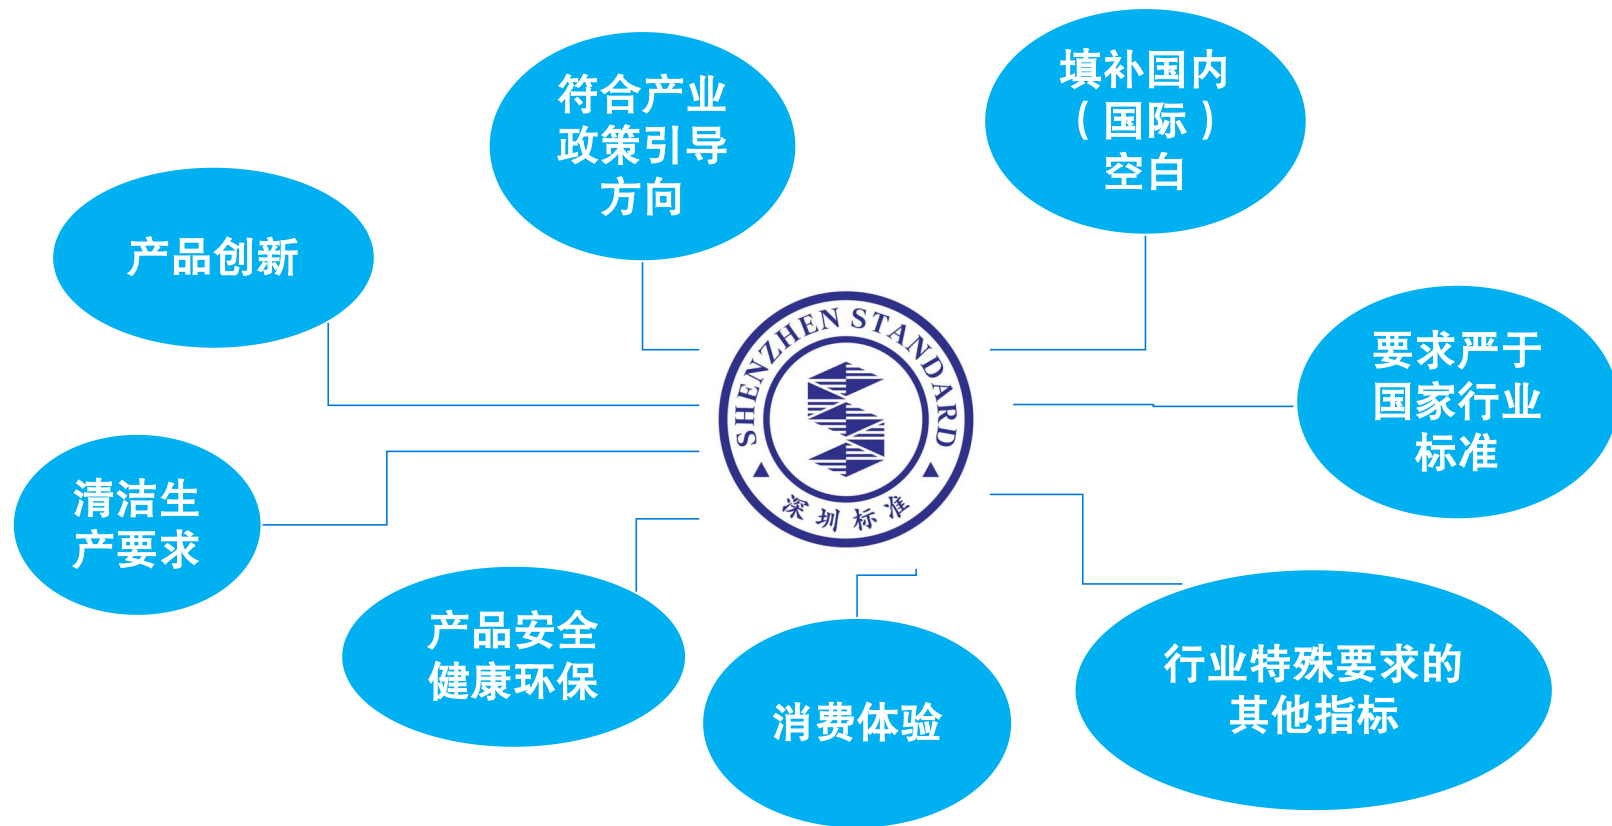 填补国内
（国际）
空白
符合产业
政策引导
方向
产品创新
SHENZHEN STANDARD
深圳标准
要求严于
国家行业
标准
清洁生
产要求
产品安全
健康环保
消费体验
行业特殊要求的
其他指标